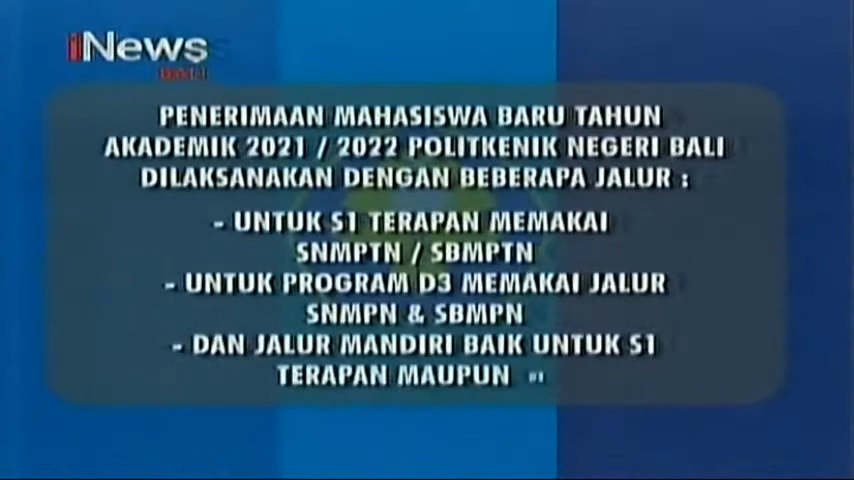 iNews
BALI
PENERIMAAN MAHASISWA BARU TAHUN
AKADEMIK 2021 / 2022 POLITKENIK NEGERI BALI
DILAKSANAKAN DENGAN BEBERAPA JALUR :
- UNTUK S1 TERAPAN MEMAKAI
SNMPTN / SBMPTN
- UNTUK PROGRAM D3 MEMAKAI JALUR
SNMPN & SBMPN
- DAN JALUR MANDIRI BAIK UNTUK S1
TERAPAN MAUPUN